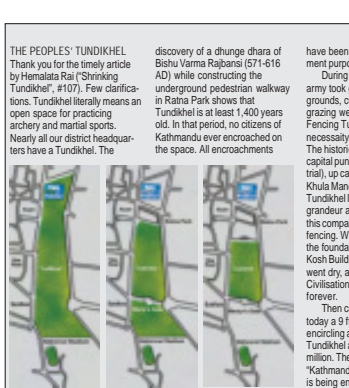 THE PEOPLES' TUNDIKHEL
Thank you for the timely article
by Hemalata Rai ("Shrinking
Tundikhel", #107). Few clarifica-
tions. Tundikhel literally means an
open space for practicing
archery and martial sports.
Nearly all our district headquar-
ters have a Tundikhel. The
discovery of a dhunge dhara of
Bishu Varma Rajbansi (571-616
AD) while constructing the
underground pedestrian walkway
in Ratna Park shows that
Tundikhel is at least 1,400 years
old. In that period, no citizens of
Kathmandu ever encroached on
the space. All encroachments
have been
ment purpo
During
army took
grounds, c
grazing we
Fencing Tu
necessity
The histori
capital pun
trial), up ca
Khula Mano
Tundikhel
grandeur a
this compa
fencing. W
the foundat
Kosh Build
went dry, a
Civilisation
forever.
Then c
today a 9 f
encircling a
Tundikhel a
million. The
"Kathmand
is being en